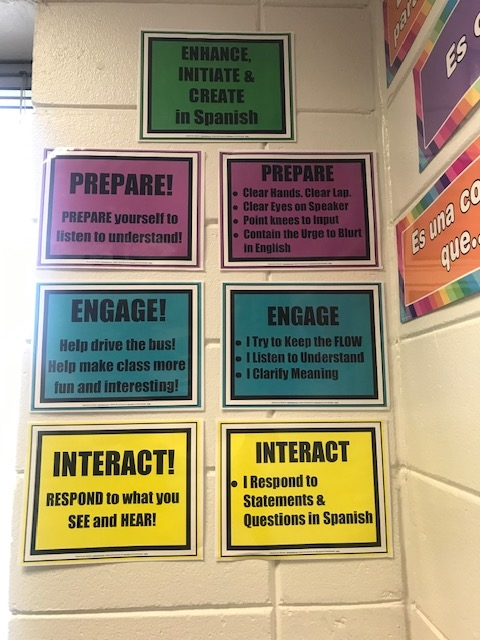 ENHANCE,
INITIATE &
CREATE
in Spanish
PREPARE!
PREPARE yourself to
listen to understand!
PREPARE
• Clear Hands. Clear Lap.
• Clear Eyes on Speaker
• Point knees to Input
• Contain the Urge to Blurt
in English
ENGAGE!
Help drive the bus!
Help make class more
fun and interesting!
ENGAGE
• I Try to Keep the FLOW
• I Listen to Understand
• I Clarify Meaning
INTERACT!
RESPOND to what you
SEE and HEAR!
INTERACT
• I Respond to
Statements &
Questions in Spanish
Es
Es una
que...